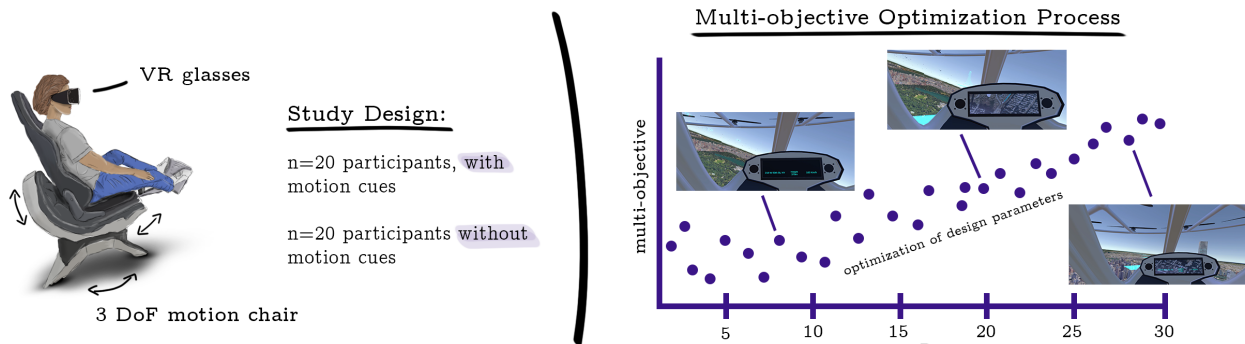 VR glasses
Study Design:
n=20 participants, with
motion cues
n=20 participants without
motion cues
3 DoF motion chair
Multi-objective Optimization Process
multi-objective
optimization of design parameters
5
10
15
20
25
30